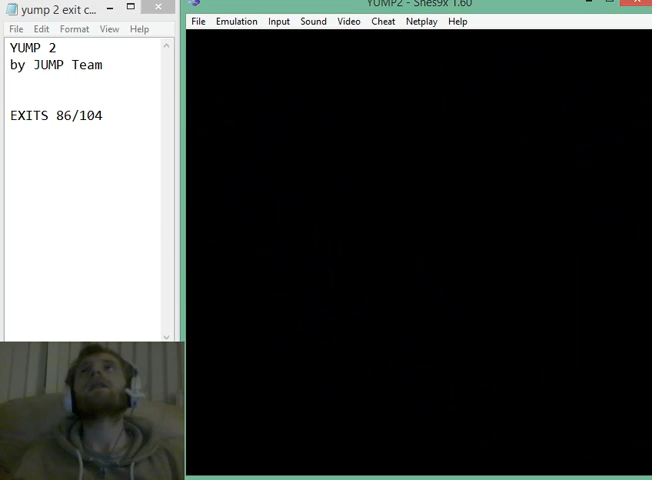 yump 2 exit c...
YUMP2 - Snes9x 1.60
File Edit Format View Help
File Emulation Input Sound Video Cheat Netplay Help
YUMP 2
by JUMP Team
EXITS 86/104